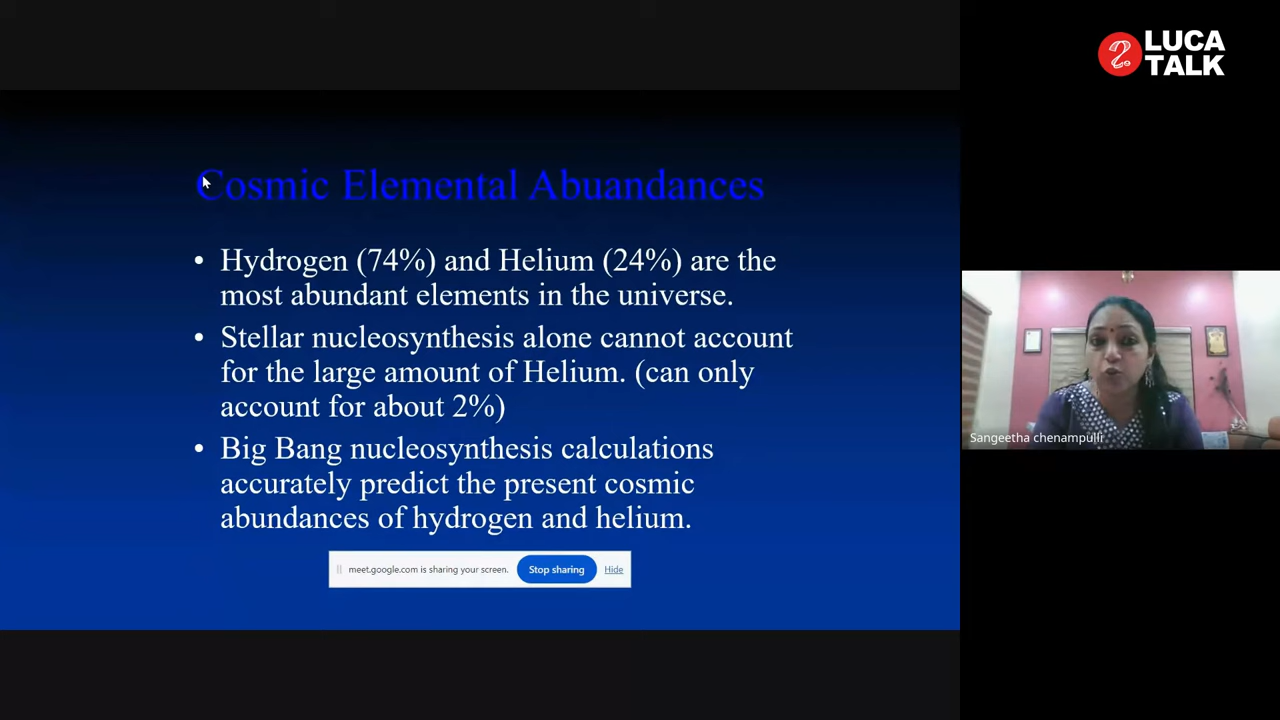 LUCA
TALK
Cosmic Elemental Abuandances
• Hydrogen (74%) and Helium (24%) are the
most abundant elements in the universe.
• Stellar nucleosynthesis alone cannot account
for the large amount of Helium. (can only
account for about 2%)
• Big Bang nucleosynthesis calculations
accurately predict the present cosmic
abundances of hydrogen and helium.
meet.google.com is sharing your screen. Stop sharing Hide
Sangeetha chenampulli